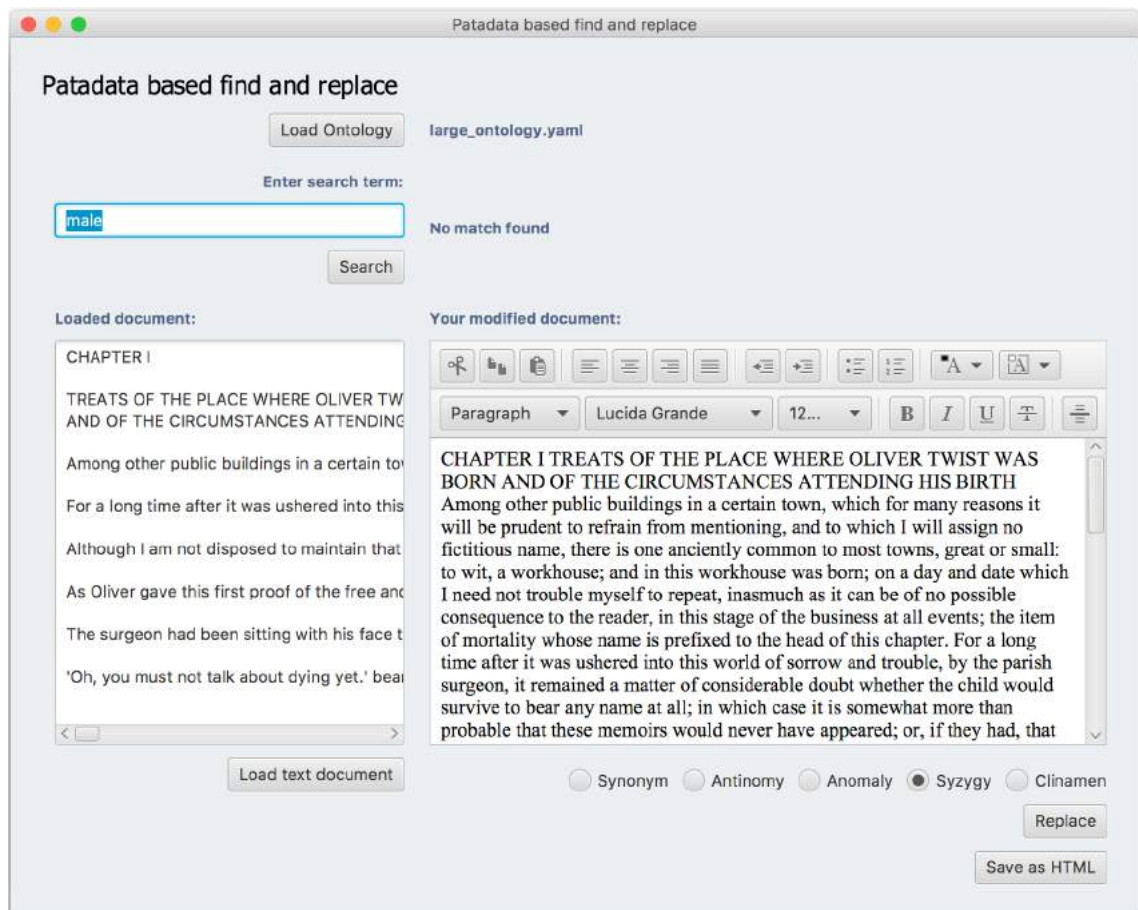 Patadata based find and replace
Patadata based find and replace
Load Ontology
large_ontology.yaml
Enter search term:
male
No match found
Search
Loaded document:
CHAPTER I
TREATS OF THE PLACE WHERE OLIVER TW
AND OF THE CIRCUMSTANCES ATTENDING
Among other public buildings in a certain to
For a long time after it was ushered into this
Although I am not disposed to maintain that
As Oliver gave this first proof of the free and
The surgeon had been sitting with his face t
'Oh, you must not talk about dying yet.' bear
Load text document
Your modified document:
A A
Paragraph Lucida Grande 12... B I U T
CHAPTER I TREATS OF THE PLACE WHERE OLIVER TWIST WAS
BORN AND OF THE CIRCUMSTANCES ATTENDING HIS BIRTH
Among other public buildings in a certain town, which for many reasons it
will be prudent to refrain from mentioning, and to which I will assign no
fictitious name, there is one anciently common to most towns, great or small:
to wit, a workhouse; and in this workhouse was born; on a day and date which
I need not trouble myself to repeat, inasmuch as it can be of no possible
consequence to the reader, in this stage of the business at all events; the item
of mortality whose name is prefixed to the head of this chapter. For a long
time after it was ushered into this world of sorrow and trouble, by the parish
surgeon, it remained a matter of considerable doubt whether the child would
survive to bear any name at all; in which case it is somewhat more than
probable that these memoirs would never have appeared; or, if they had, that
Synonym Antinomy Anomaly Syzygy Clinamen
Replace
Save as HTML